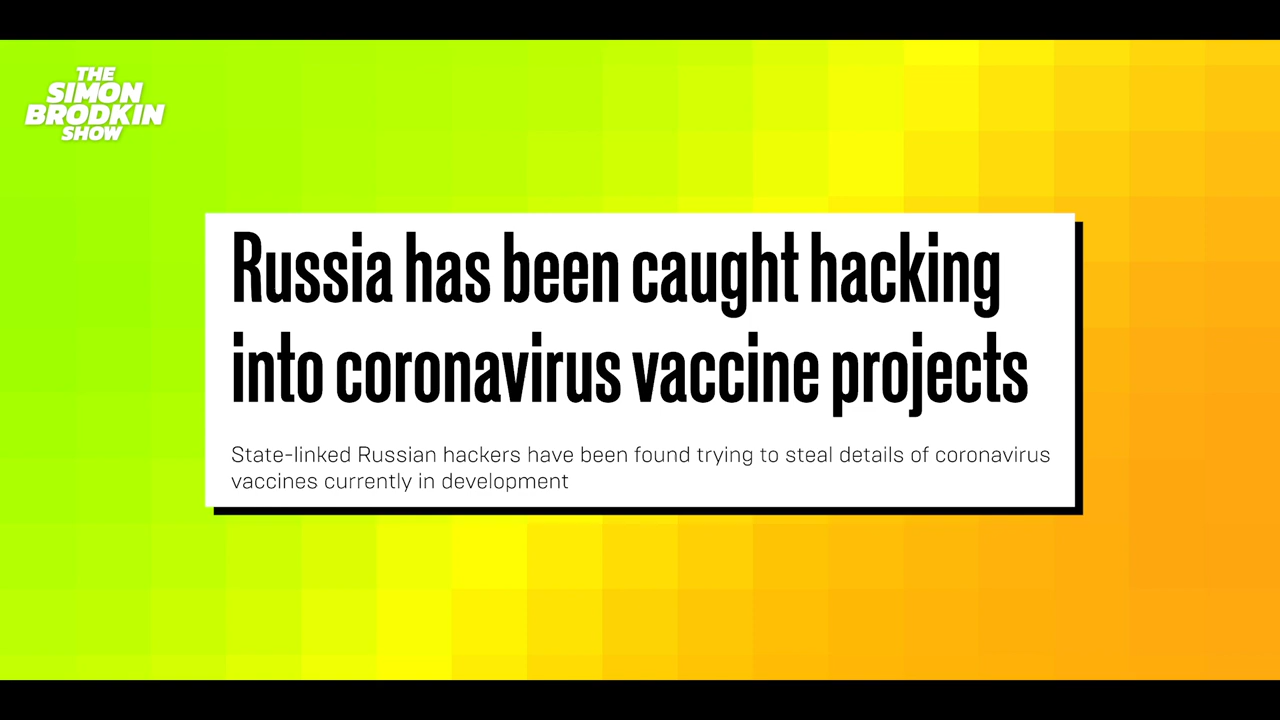 THE
SIMON
BRODKIN
SHOW
Russia has been caught hacking
into coronavirus vaccine projects
State-linked Russian hackers have been found trying to steal details of coronavirus
vaccines currently in development